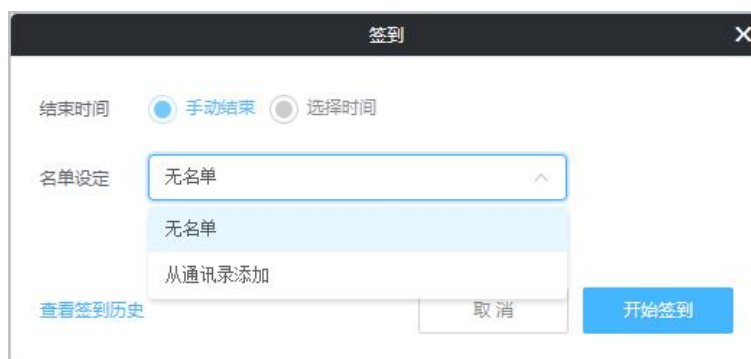 签到
结束时间 手动结束 选择时间
名单设定 无名单
无名单
从通讯录添加
查看签到历史 取消 开始签到